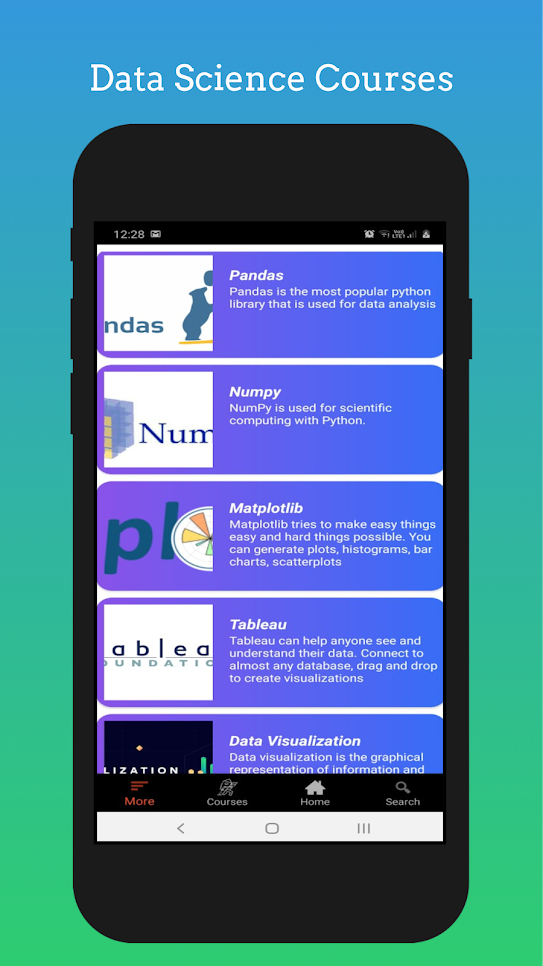 Data Science Courses
12:28
Vo))
LTE1
ndas
Pandas
Pandas is the most popular python
library that is used for data analysis
Num
Numpy
NumPy is used for scientific
computing with Python.
pl
Matplotlib
Matplotlib tries to make easy things
easy and hard things possible. You
can generate plots, histograms, bar
charts, scatterplots
ablea
OUNDATIO
Tableau
Tableau can help anyone see and
understand their data. Connect to
almost any database, drag and drop
to create visualizations
LIZATION
Data Visualization
Data visualization is the graphical
representation of information and
More
Courses
Home
Search